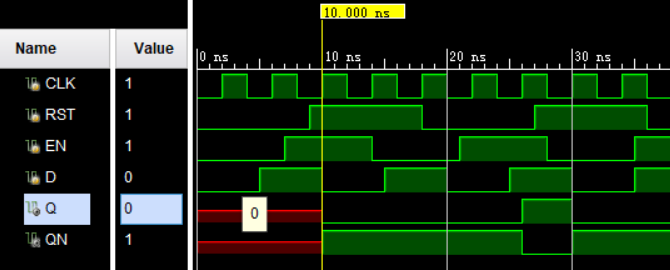 10.000 ns
Name Value
0 ns 10 ns 20 ns 30 ns
CLK 1
RST 1
EN 1
D 0
Q 0 0
QN 1